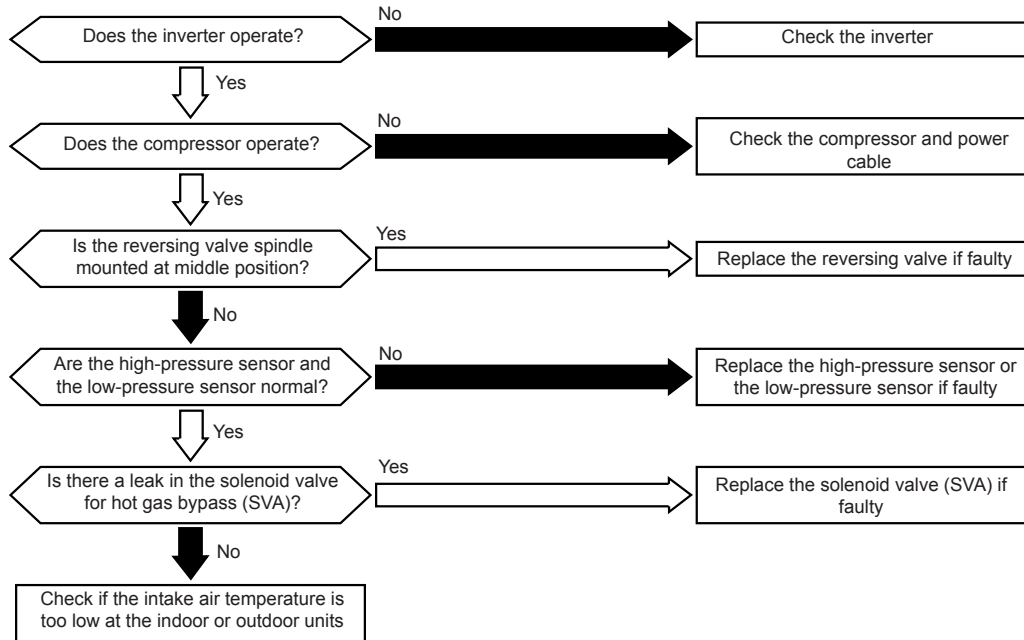 Does the inverter operate?
No
Check the inverter
Yes
Does the compressor operate?
No
Check the compressor and power
cable
Yes
Is the reversing valve spindle
mounted at middle position?
Yes
Replace the reversing valve if faulty
No
Are the high-pressure sensor and
the low-pressure sensor normal?
No
Replace the high-pressure sensor or
the low-pressure sensor if faulty
Yes
Is there a leak in the solenoid valve
for hot gas bypass (SVA)?
Yes
Replace the solenoid valve (SVA) if
faulty
No
Check if the intake air temperature is
too low at the indoor or outdoor units